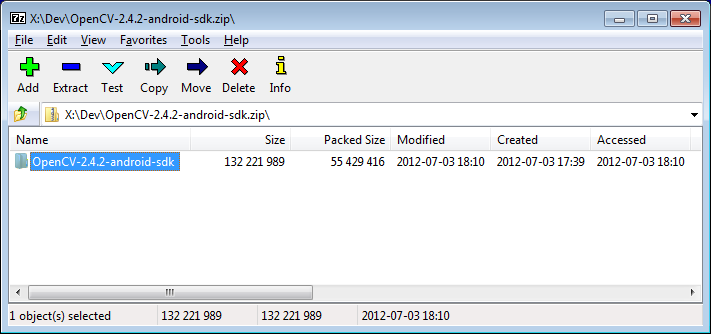 7z X:\Dev\OpenCV-2.4.2-android-sdk.zip\
File Edit View Favorites Tools Help
Add Extract Test Copy Move Delete Info
X:\Dev\OpenCV-2.4.2-android-sdk.zip\
Name Size Packed Size Modified Created Accessed
OpenCV-2.4.2-android-sdk 132 221 989 55 429 416 2012-07-03 18:10 2012-07-03 17:39 2012-07-03 18:10
1 object(s) selected 132 221 989 132 221 989 2012-07-03 18:10